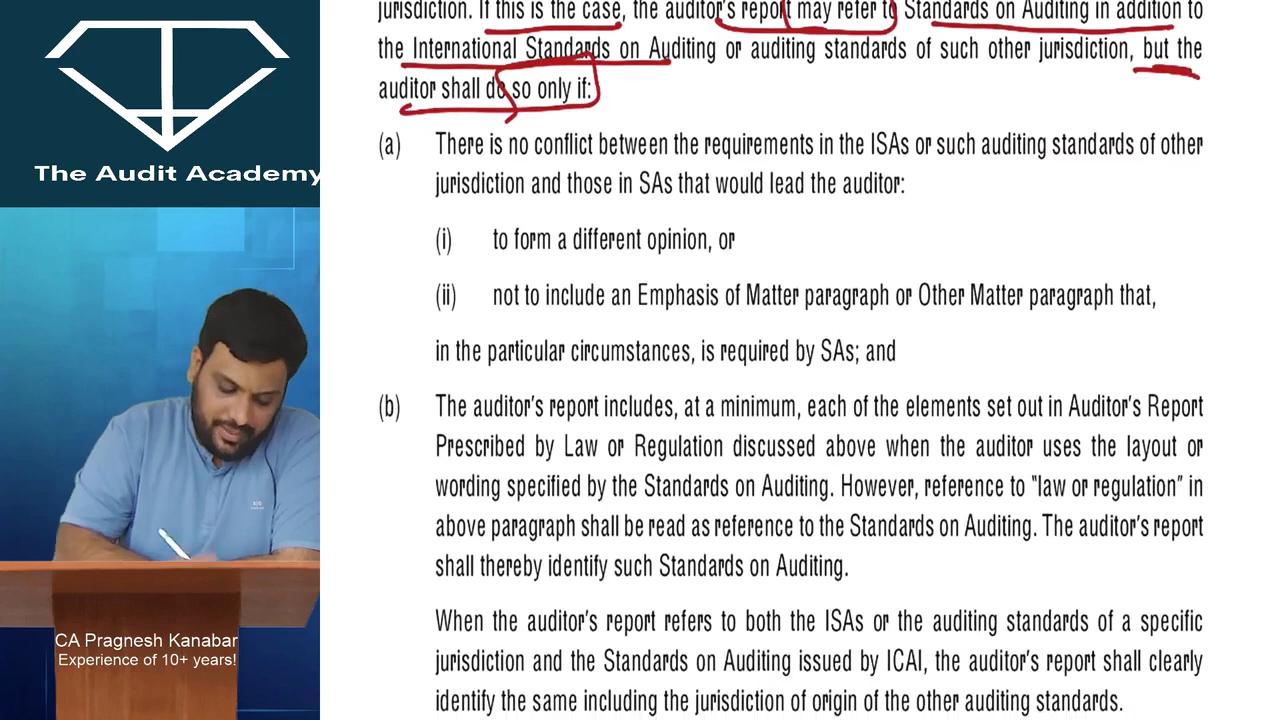 jurisdiction. If this is the case, the auditor's report may refer to Standards on Auditing in addition to
the International Standards on Auditing or auditing standards of such other jurisdiction, but the
auditor shall do so only if:
(a) There is no conflict between the requirements in the ISAs or such auditing standards of other
jurisdiction and those in SAs that would lead the auditor:
(i) to form a different opinion, or
(ii) not to include an Emphasis of Matter paragraph or Other Matter paragraph that,
in the particular circumstances, is required by SAs; and
(b) The auditor's report includes, at a minimum, each of the elements set out in Auditor's Report
Prescribed by Law or Regulation discussed above when the auditor uses the layout or
wording specified by the Standards on Auditing. However, reference to "law or regulation" in
above paragraph shall be read as reference to the Standards on Auditing. The auditor's report
shall thereby identify such Standards on Auditing.
When the auditor's report refers to both the ISAs or the auditing standards of a specific
jurisdiction and the Standards on Auditing issued by ICAI, the auditor's report shall clearly
identify the same including the jurisdiction of origin of the other auditing standards.
The Audit Academy
CA Pragnesh Kanabar
Experience of 10+ years!